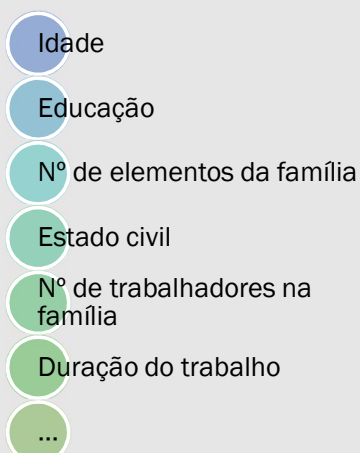 Idade
Educação
Nº de elementos da família
Estado civil
Nº de trabalhadores na
família
Duração do trabalho
...